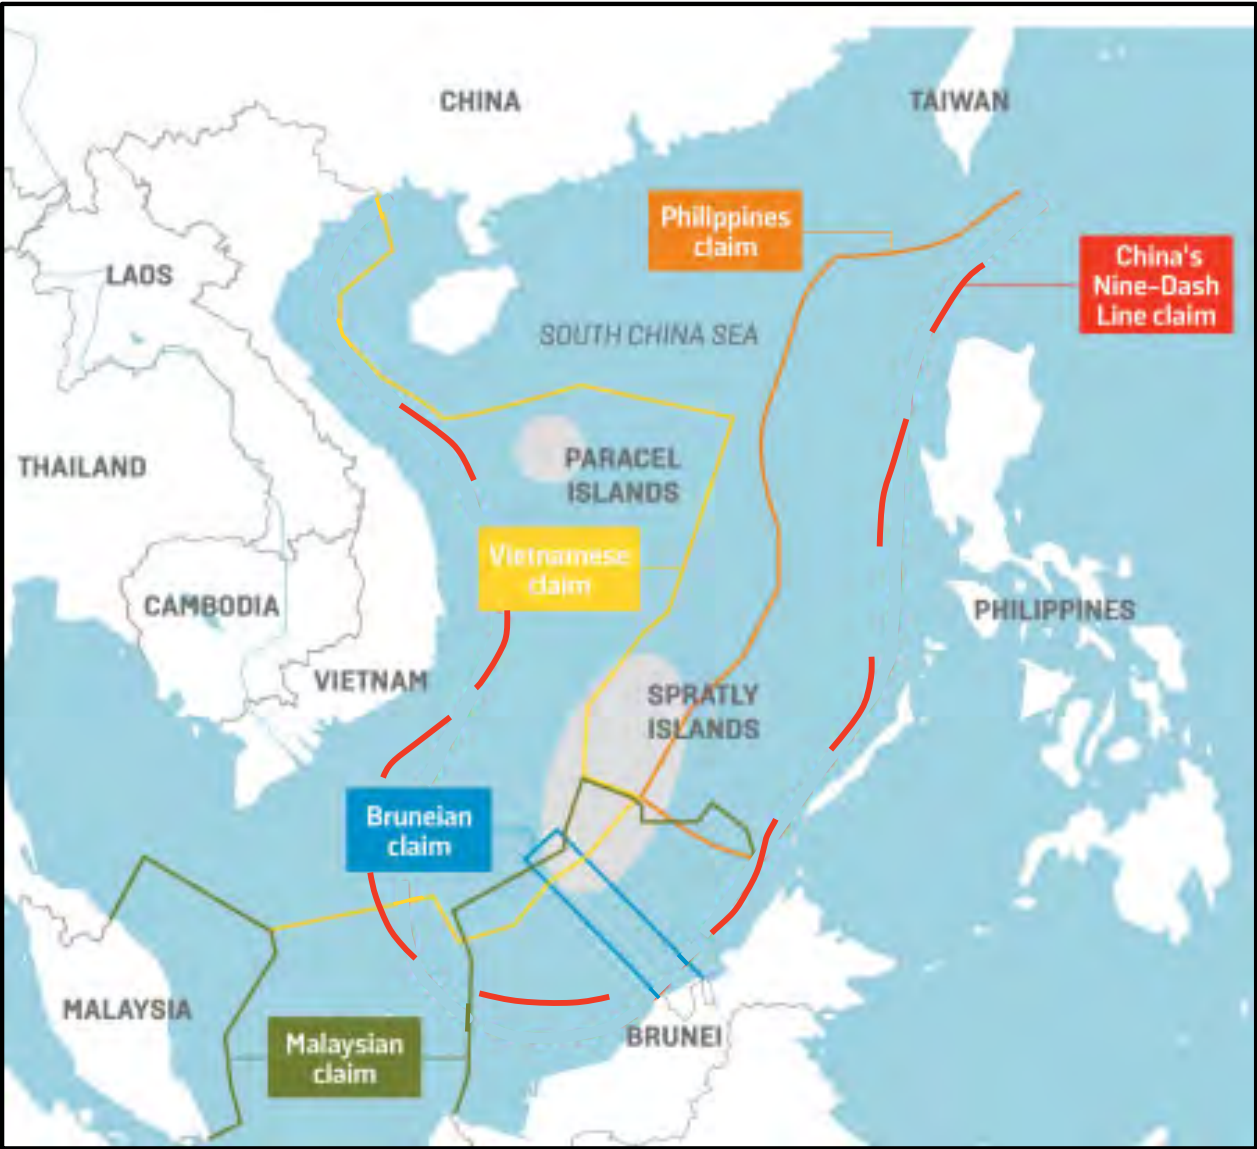 CHINA
TAIWAN
Philippines
claim
China's
Nine-Dash
Line claim
LAOS
SOUTH CHINA SEA
THAILAND
PARACEL
ISLANDS
Vietnamese
claim
CAMBODIA
PHILIPPINES
VIETNAM
SPRATLY
ISLANDS
Bruneian
claim
MALAYSIA
BRUNEI
Malaysian
claim